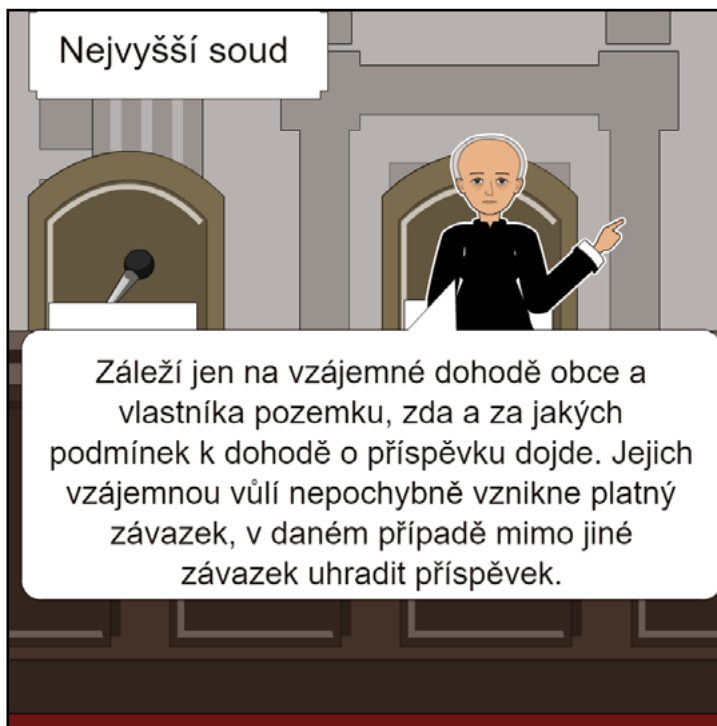 Nejvyšší soud
Záleží jen na vzájemné dohodě obce a
vlastníka pozemku, zda a za jakých
podmínek k dohodě o příspěvku dojde. Jejich
vzájemnou vůlí nepochybně vznikne platný
závazek, v daném případě mimo jiné
závazek uhradit příspěvek.